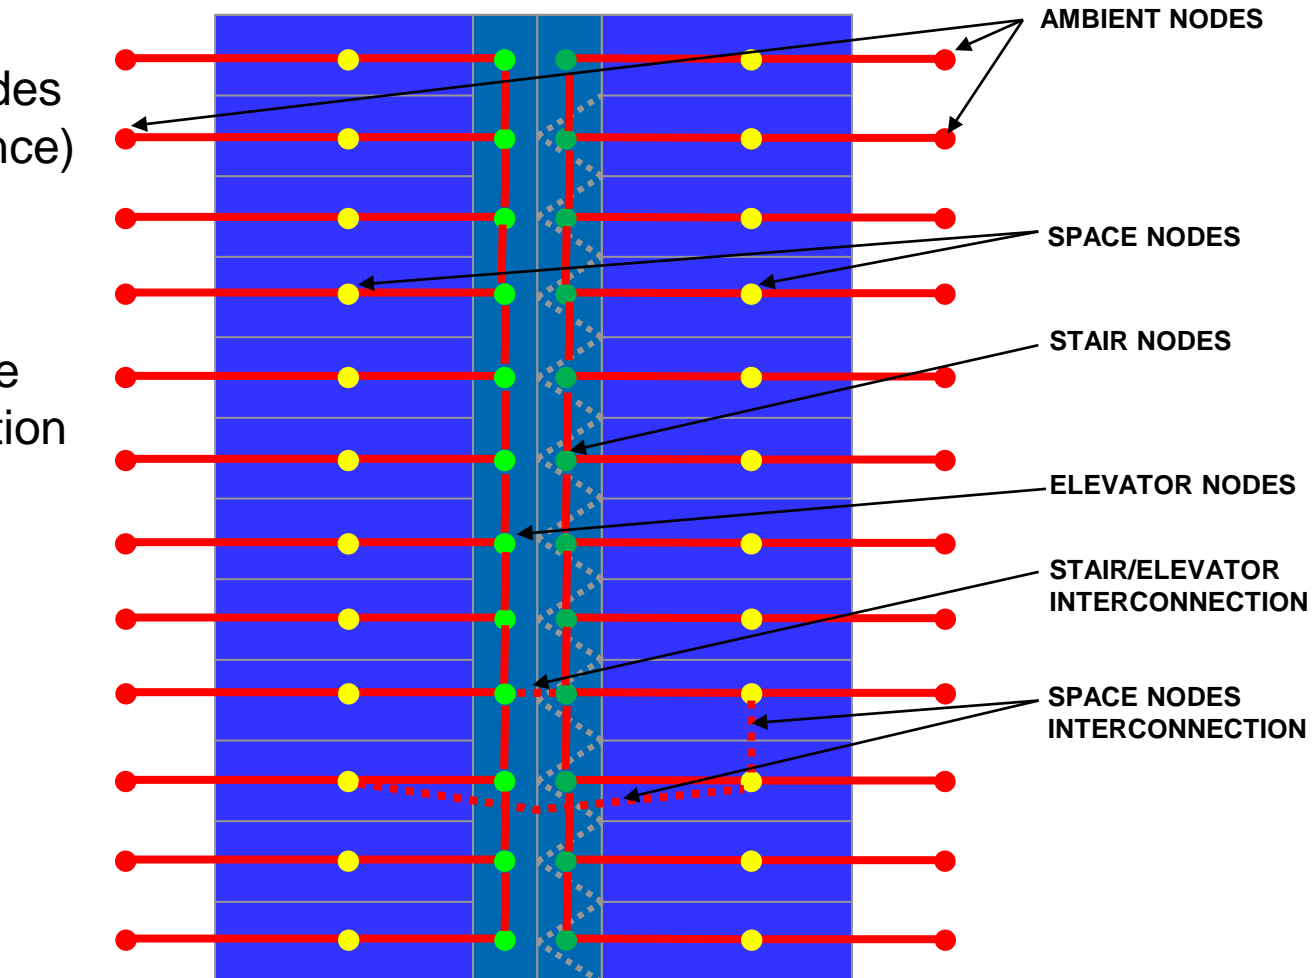 AMBIENT NODES
des
nce)
SPACE NODES
STAIR NODES
e
tion
ELEVATOR NODES
STAIR/ELEVATOR
INTERCONNECTION
SPACE NODES
INTERCONNECTION